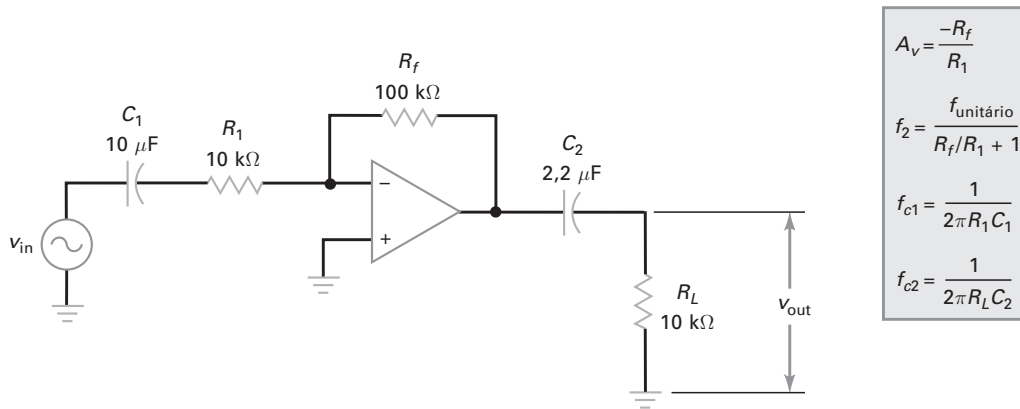 R_f
100 kΩ
C_1
10 μF
R_1
10 kΩ
C_2
2,2 μF
−
+
v_in
R_L
10 kΩ
v_out
A_v = −R_f / R_1
f_2 = f_unitário / (R_f/R_1 + 1)
f_c1 = 1 / (2πR_1C_1)
f_c2 = 1 / (2πR_LC_2)